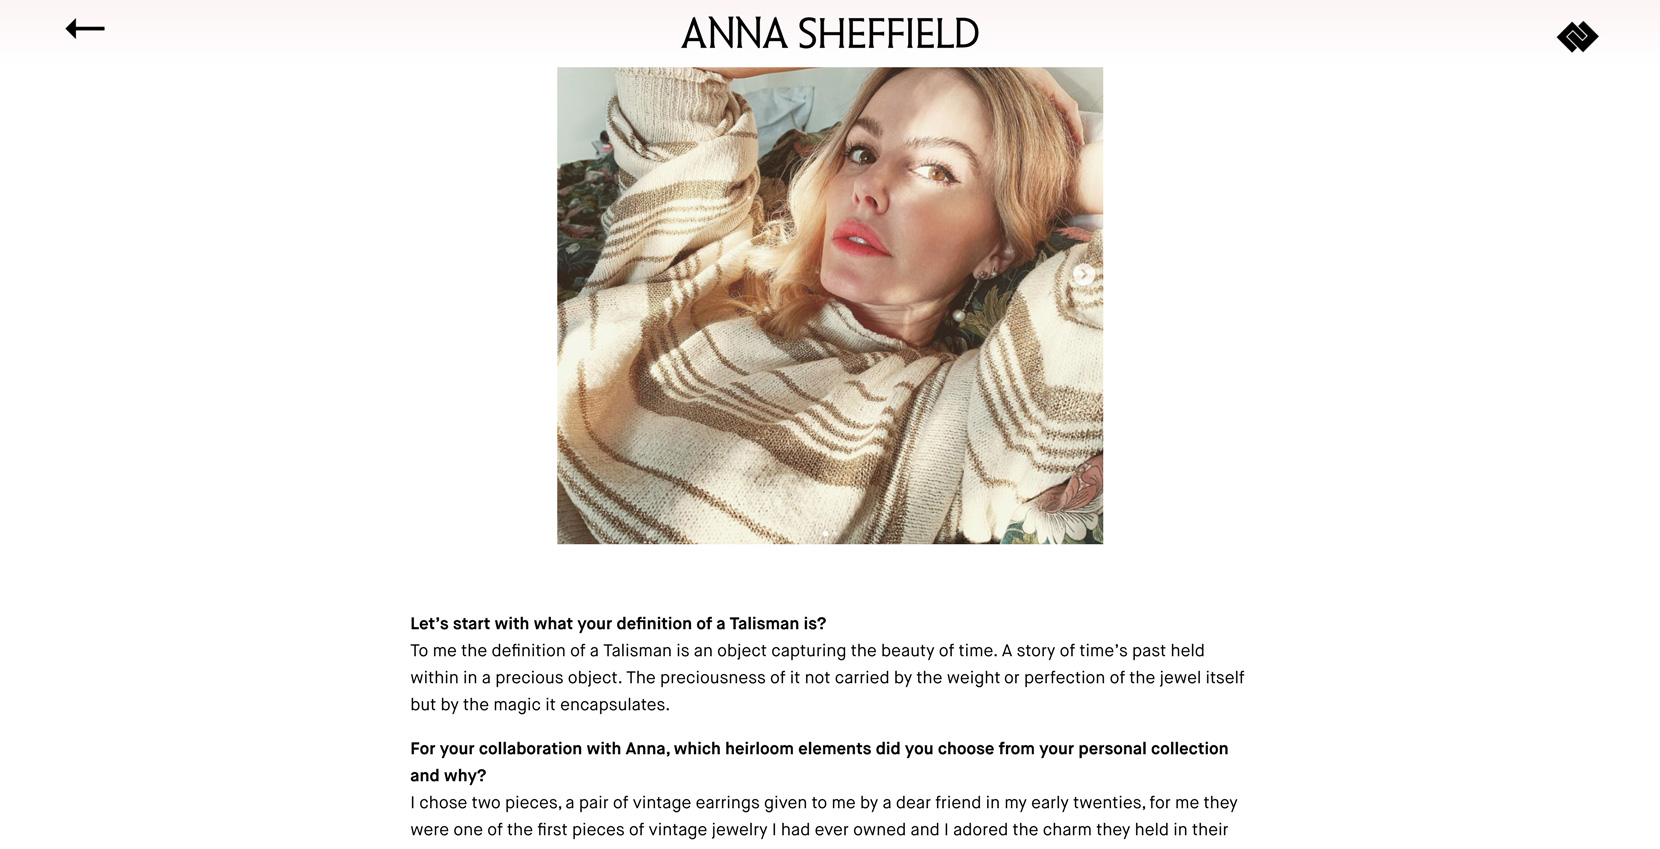 ANNA SHEFFIELD
Let’s start with what your definition of a Talisman is?
To me the definition of a Talisman is an object capturing the beauty of time. A story of time’s past held
within in a precious object. The preciousness of it not carried by the weight or perfection of the jewel itself
but by the magic it encapsulates.
For your collaboration with Anna, which heirloom elements did you choose from your personal collection
and why?
I chose two pieces, a pair of vintage earrings given to me by a dear friend in my early twenties, for me they
were one of the first pieces of vintage jewelry I had ever owned and I adored the charm they held in their